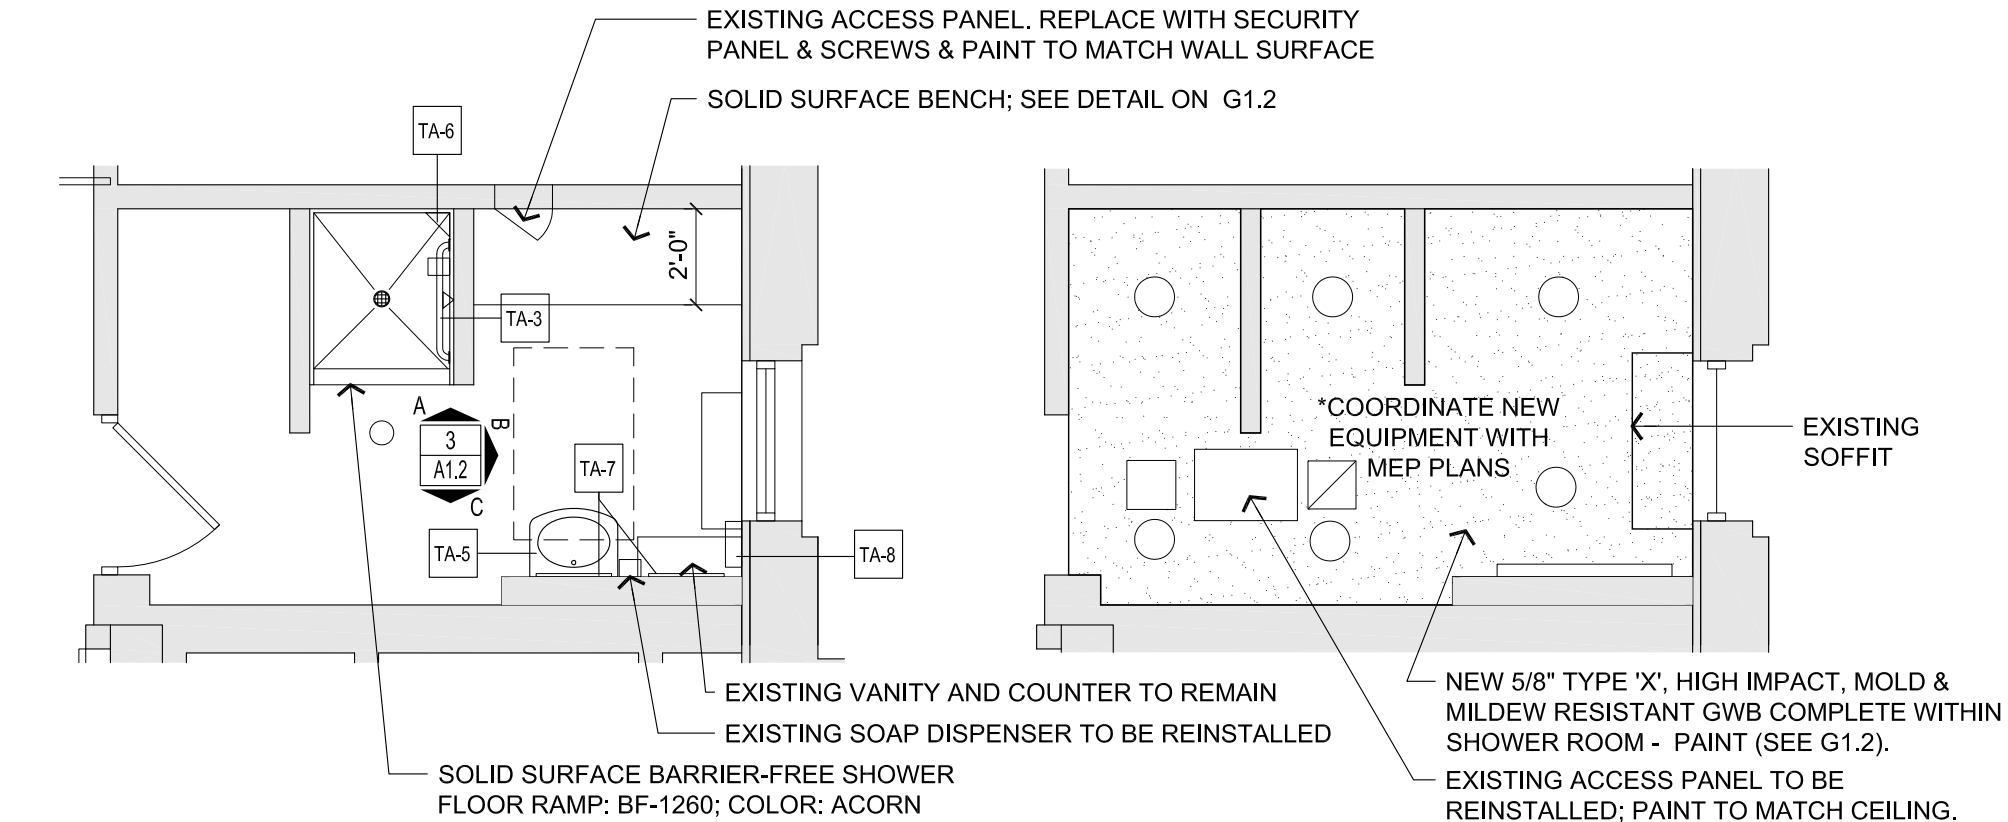 EXISTING ACCESS PANEL. REPLACE WITH SECURITY
PANEL & SCREWS & PAINT TO MATCH WALL SURFACE
SOLID SURFACE BENCH; SEE DETAIL ON G1.2
TA-6
2'-0"
TA-3
A
B
3
A1.2
C
TA-7
TA-5
TA-8
EXISTING VANITY AND COUNTER TO REMAIN
EXISTING SOAP DISPENSER TO BE REINSTALLED
SOLID SURFACE BARRIER-FREE SHOWER
FLOOR RAMP: BF-1260; COLOR: ACORN
*COORDINATE NEW
EQUIPMENT WITH
MEP PLANS
EXISTING
SOFFIT
NEW 5/8" TYPE 'X', HIGH IMPACT, MOLD &
MILDEW RESISTANT GWB COMPLETE WITHIN
SHOWER ROOM - PAINT (SEE G1.2).
EXISTING ACCESS PANEL TO BE
REINSTALLED; PAINT TO MATCH CEILING.